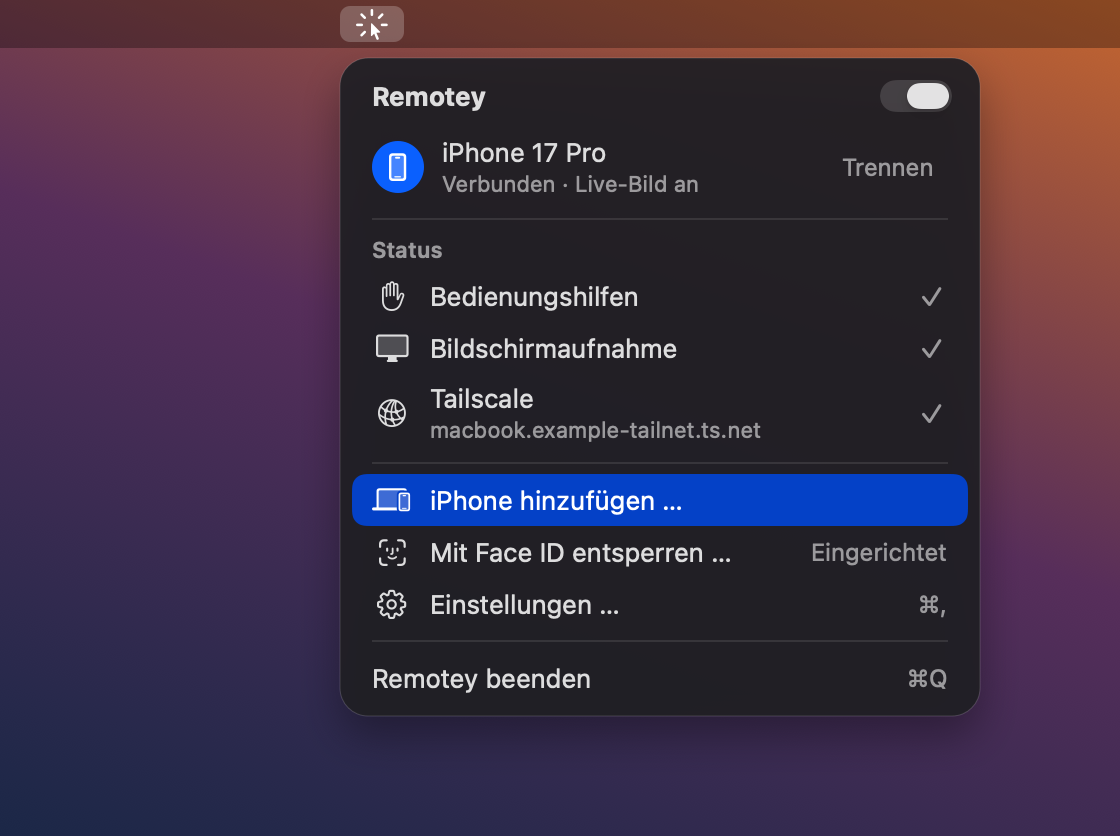 Remotey
iPhone 17 Pro
Verbunden · Live-Bild an
Trennen
Status
Bedienungshilfen
Bildschirmaufnahme
Tailscale
macbook.example-tailnet.ts.net
iPhone hinzufügen ...
Mit Face ID entsperren ... Eingerichtet
Einstellungen ... ⌘,
Remotey beenden ⌘Q